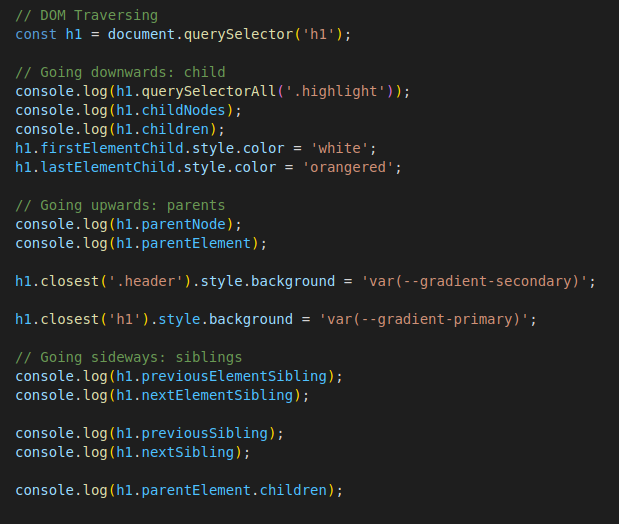 // DOM Traversing
const h1 = document.querySelector('h1');
// Going downwards: child
console.log(h1.querySelectorAll('.highlight'));
console.log(h1.childNodes);
console.log(h1.children);
h1.firstElementChild.style.color = 'white';
h1.lastElementChild.style.color = 'orangered';
// Going upwards: parents
console.log(h1.parentNode);
console.log(h1.parentElement);
h1.closest('.header').style.background = 'var(--gradient-secondary)';
h1.closest('h1').style.background = 'var(--gradient-primary)';
// Going sideways: siblings
console.log(h1.previousElementSibling);
console.log(h1.nextElementSibling);
console.log(h1.previousSibling);
console.log(h1.nextSibling);
console.log(h1.parentElement.children);